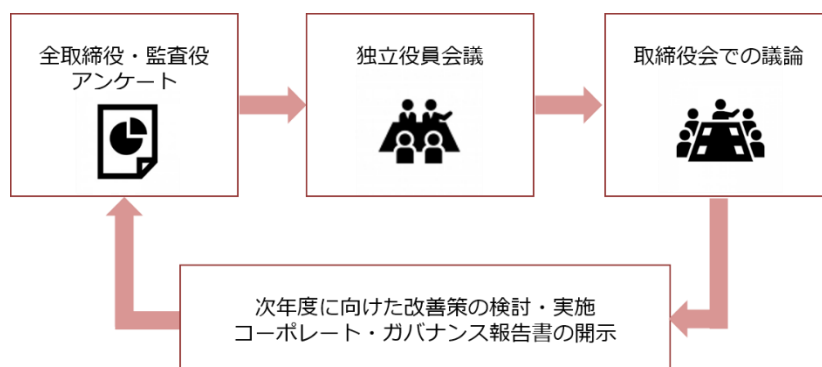 全取締役・監査役
アンケート
独立役員会議
取締役会での議論
次年度に向けた改善策の検討・実施
コーポレート・ガバナンス報告書の開示